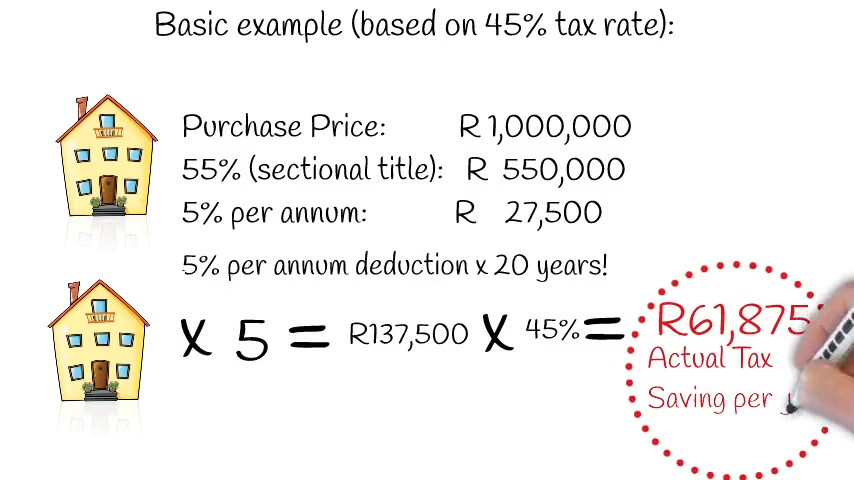 Basic example (based on 45% tax rate):
Purchase Price: R 1,000,000
55% (sectional title): R 550,000
5% per annum: R 27,500
5% per annum deduction x 20 years!
X 5 = R137,500 X 45% = R61,875
Actual Tax
Saving per